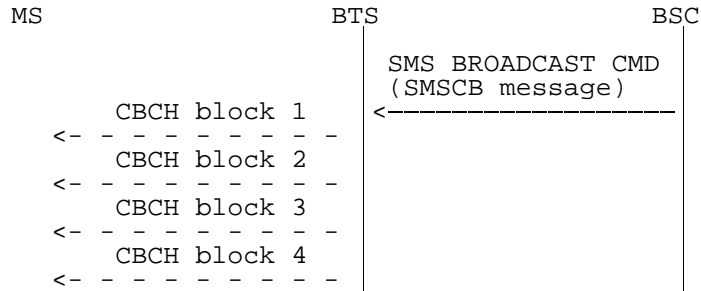 MS BTS BSC
SMS BROADCAST CMD
(SMSCB message)
CBCH block 1
CBCH block 2
CBCH block 3
CBCH block 4